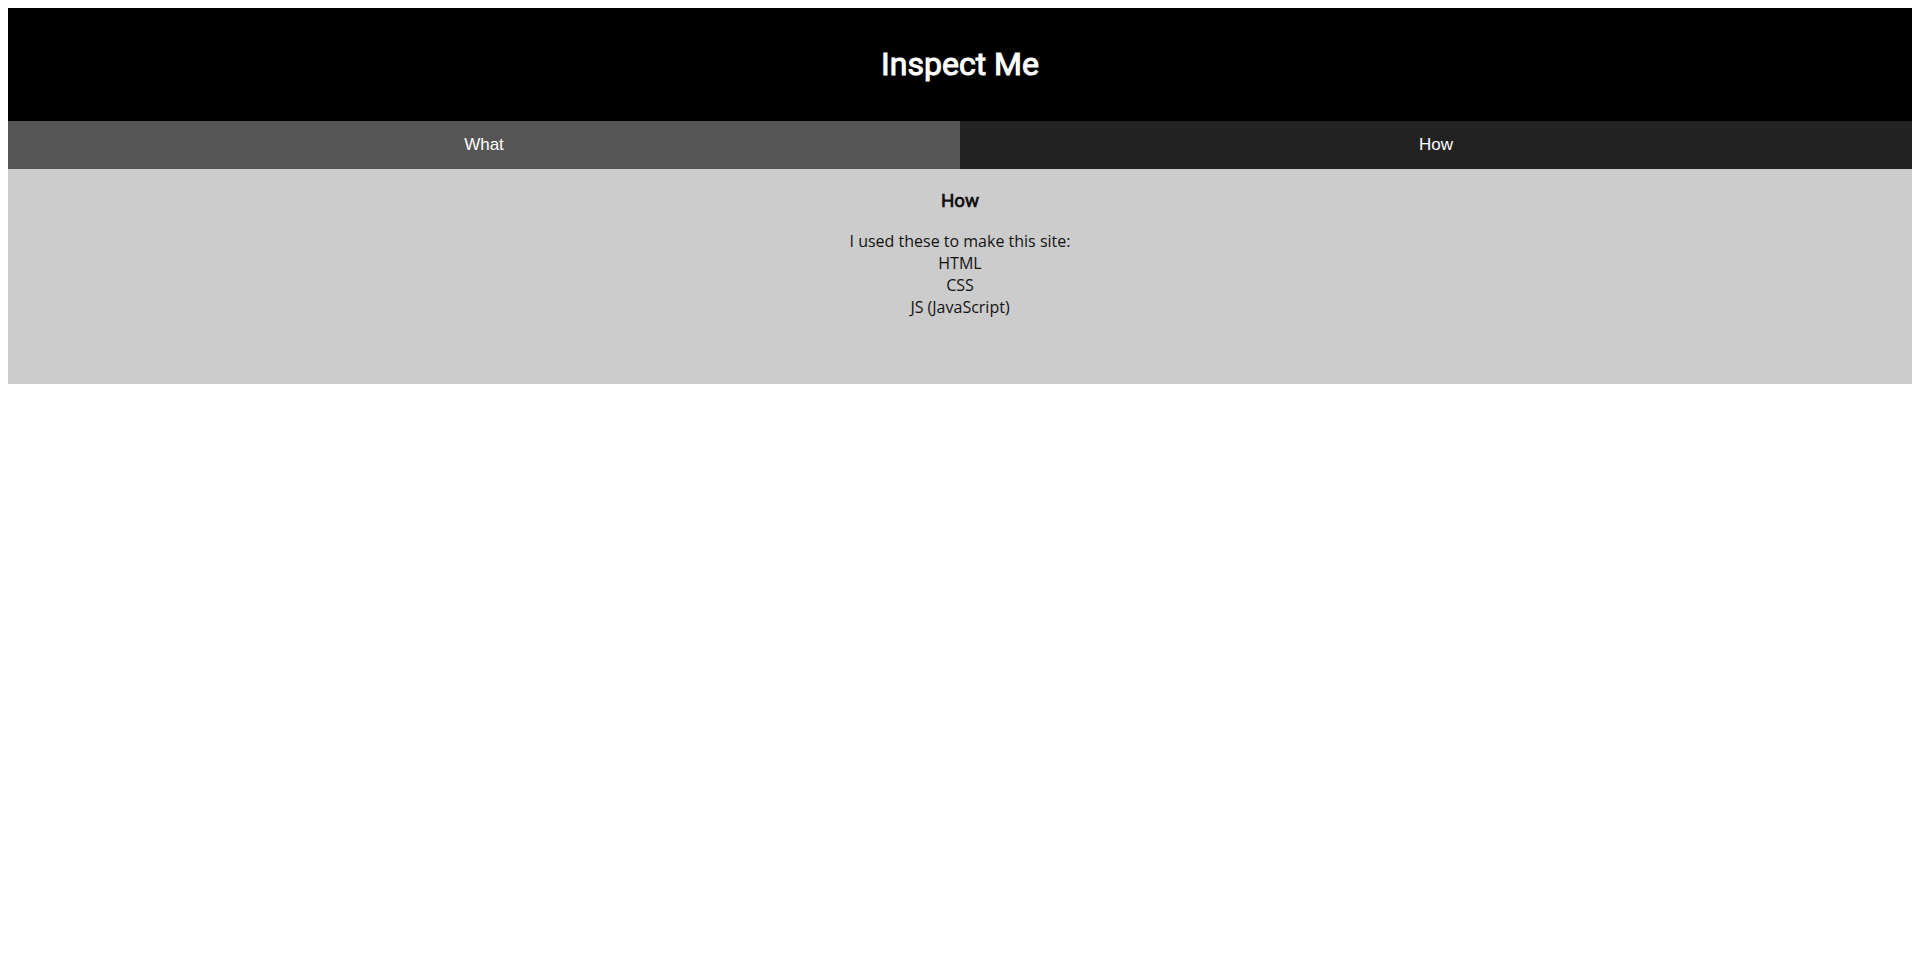 Inspect Me
What
How
How
I used these to make this site:
HTML
CSS
JS (JavaScript)